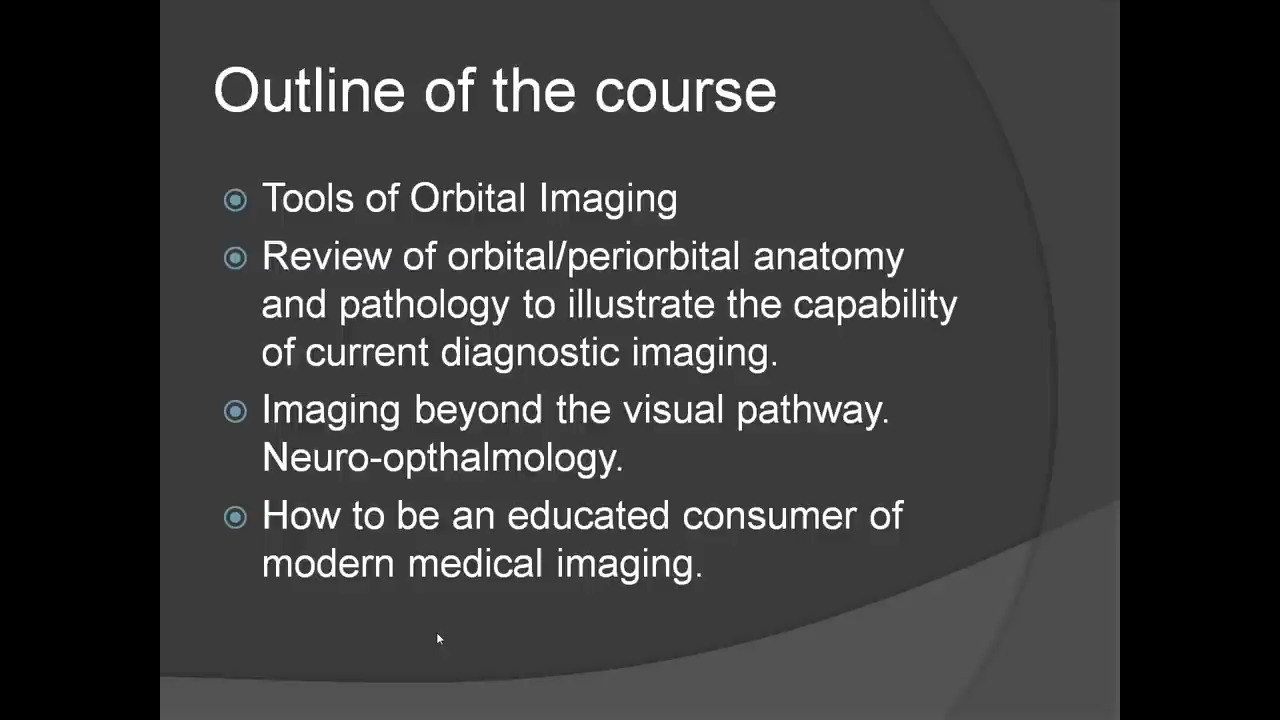 Outline of the course
Tools of Orbital Imaging
Review of orbital/periorbital anatomy
and pathology to illustrate the capability
of current diagnostic imaging.
Imaging beyond the visual pathway.
Neuro-opthalmology.
How to be an educated consumer of
modern medical imaging.